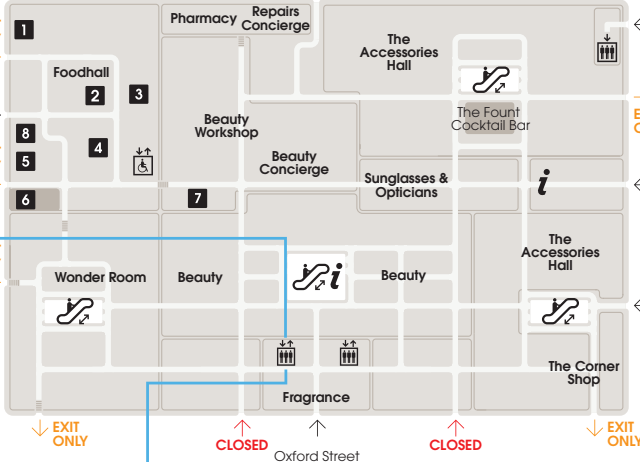 1
Pharmacy
Repairs
Concierge
The
Accessories
Hall
Foodhall
2
3
The Fount
Cocktail Bar
Beauty
Workshop
8
4
5
Beauty
Concierge
Sunglasses &
Opticians
i
6
7
The
Accessories
Hall
Wonder Room
Beauty
i
Beauty
The Corner
Shop
Fragrance
EXIT
ONLY
CLOSED
Oxford Street
CLOSED
EXIT
ONLY